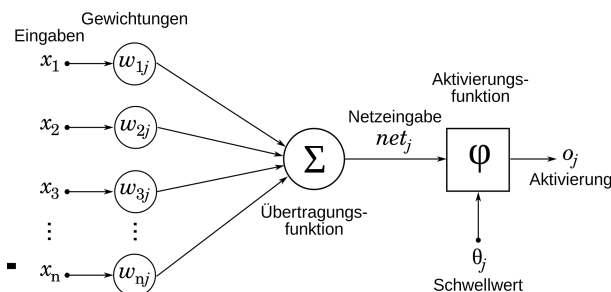 Gewichtungen
Eingaben
x₁ w₁ⱼ
x₂ w₂ⱼ
x₃ w₃ⱼ
⋮ ⋮
xₙ wₙⱼ
Σ
Übertragungs-
funktion
Netzeingabe
netⱼ
Aktivierungs-
funktion
φ
oⱼ
Aktivierung
θⱼ
Schwellwert